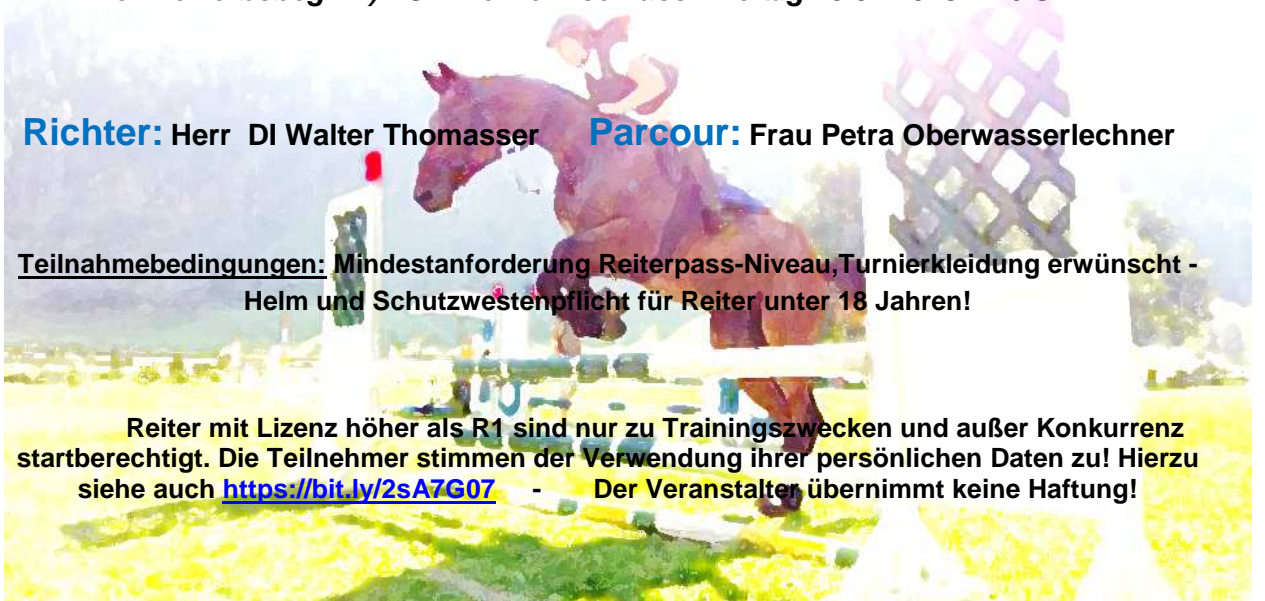 Richter: Herr DI Walter Thomasser Parcour: Frau Petra Oberwasserlechner
Teilnahmebedingungen: Mindestanforderung Reiterpass-Niveau,Turnierkleidung erwünscht -
Helm und Schutzwestenpflicht für Reiter unter 18 Jahren!
Reiter mit Lizenz höher als R1 sind nur zu Trainingszwecken und außer Konkurrenz
startberechtigt. Die Teilnehmer stimmen der Verwendung ihrer persönlichen Daten zu! Hierzu
siehe auch https://bit.ly/2sA7G07 - Der Veranstalter übernimmt keine Haftung!